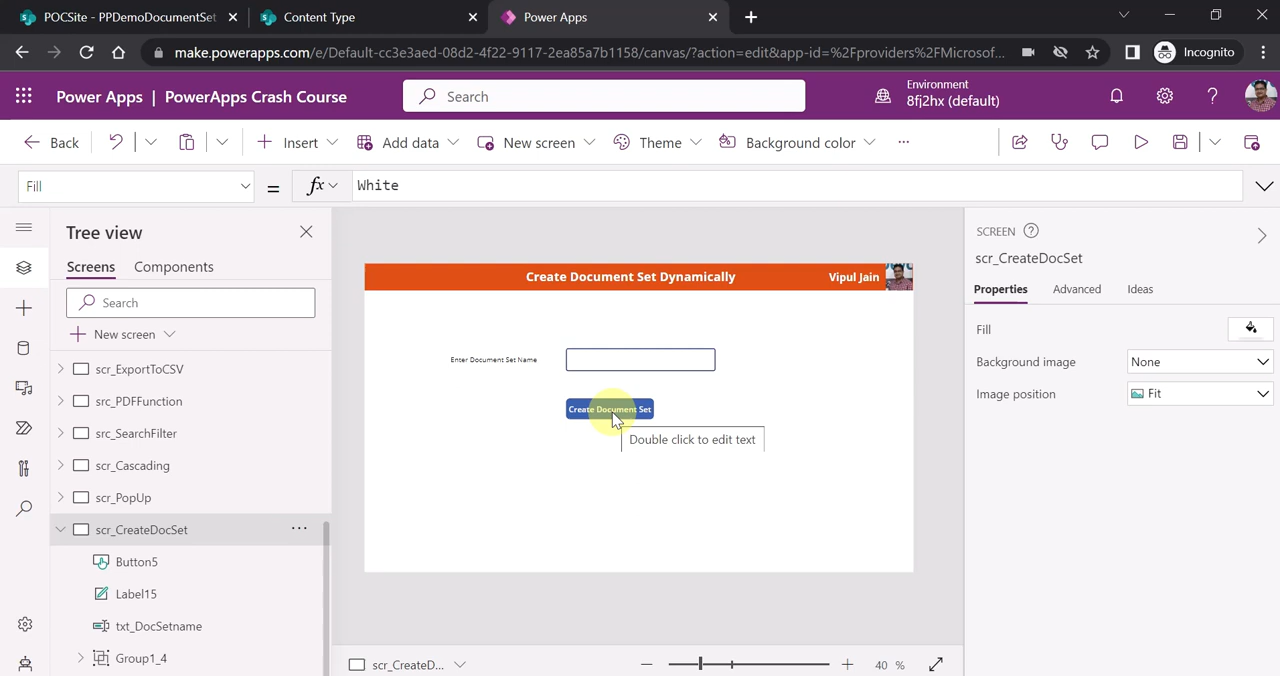 POCSite - PPDemoDocumentSet
Content Type
Power Apps
make.powerapps.com/e/Default-cc3e3aed-08d2-4f22-9117-2ea85a7b1158/canvas/?action=edit&app-id=%2Fproviders%2FMicrosof...
Incognito
Power Apps | PowerApps Crash Course
Search
Environment
8fj2hx (default)
Back
Insert
Add data
New screen
Theme
Background color
...
Fill
=
fx
White
Tree view
Screens
Components
Search
New screen
scr_ExportToCSV
src_PDFFunction
src_SearchFilter
scr_Cascading
scr_PopUp
scr_CreateDocSet
...
Button5
Label15
txt_DocSetname
Group1_4
Create Document Set Dynamically
Vipul Jain
Enter Document Set Name
Create Document Set
Double click to edit text
scr_CreateD...
40 %
SCREEN
scr_CreateDocSet
Properties
Advanced
Ideas
Fill
Background image
None
Image position
Fit